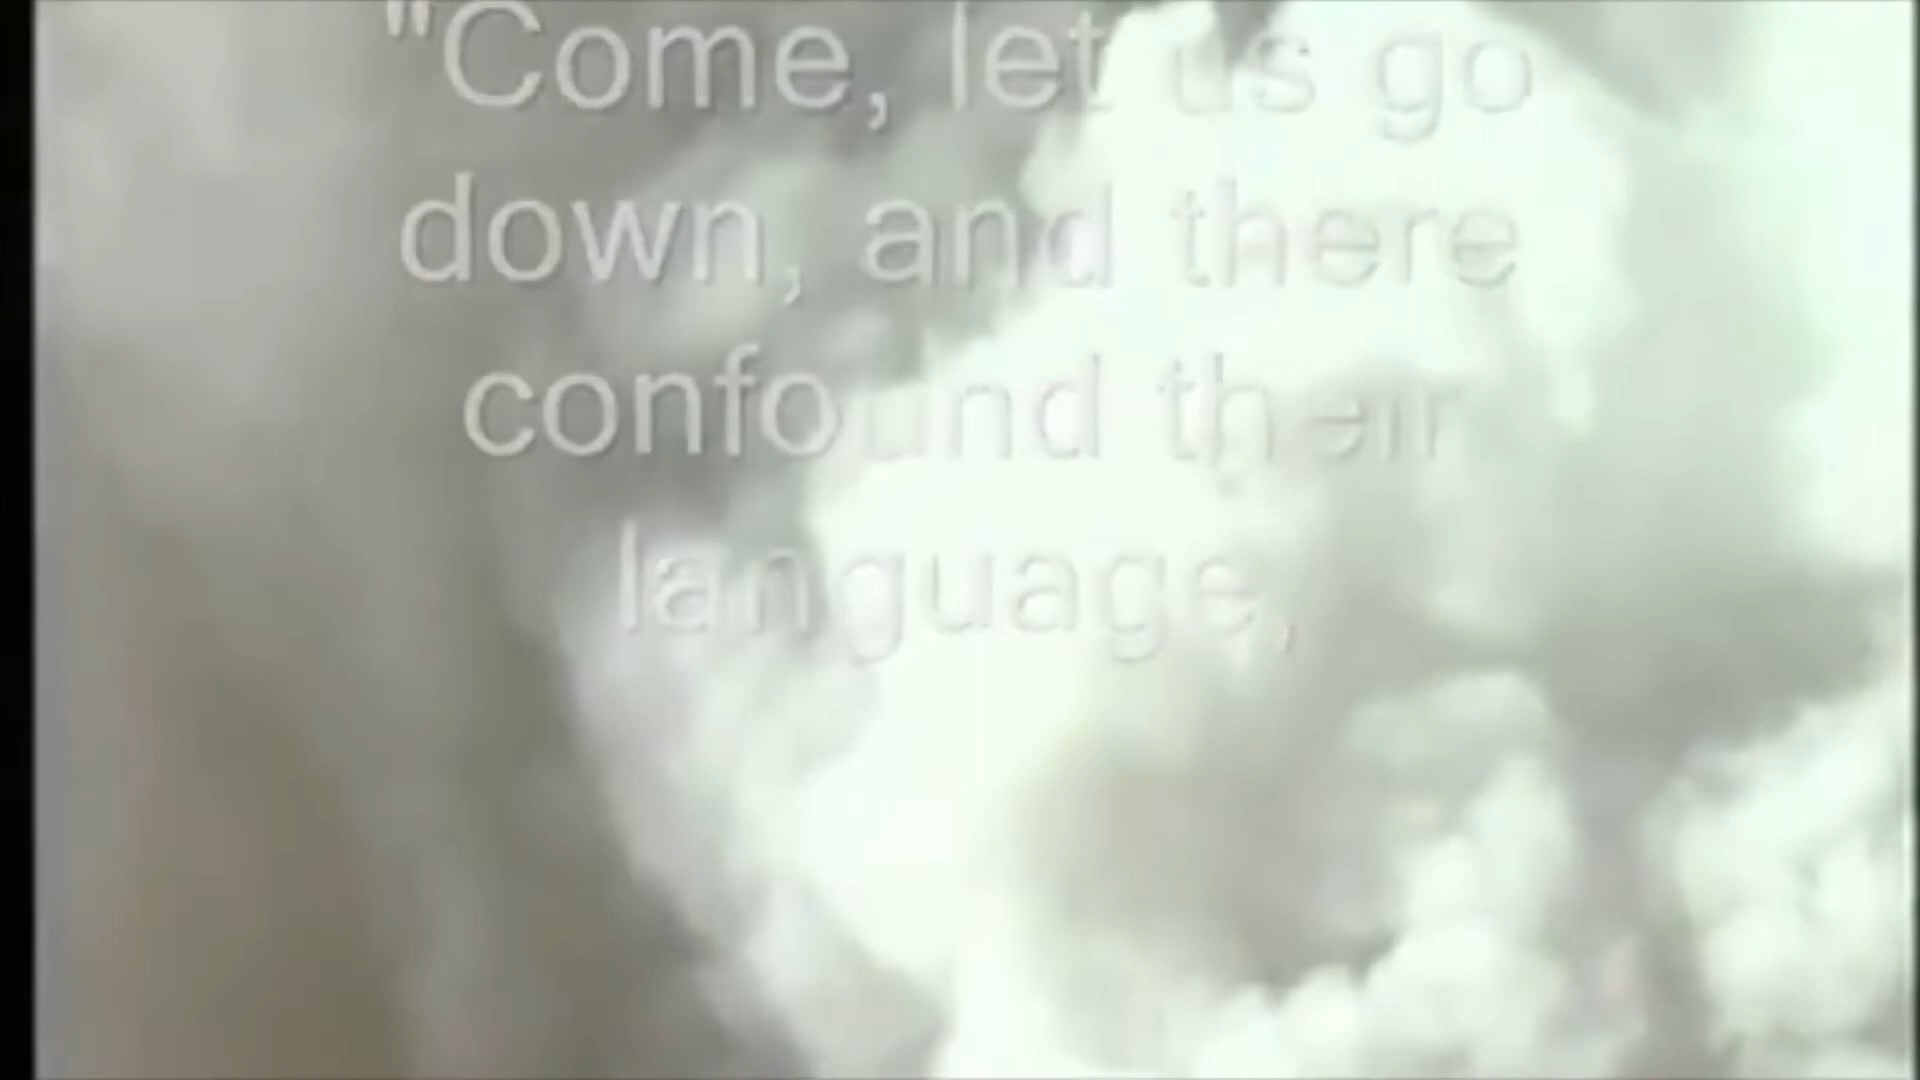 "Come, let us go
down, and there
confound their
language,